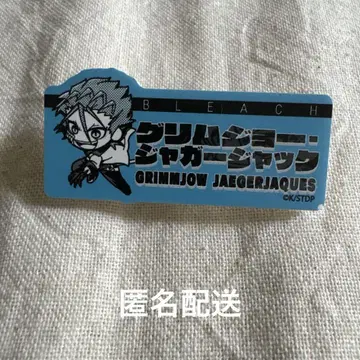 BLEACH
グリムジョー・
ジャガージャック
GRIMMJOW JAEGERJAQUES
©K/STDP
匿名配送